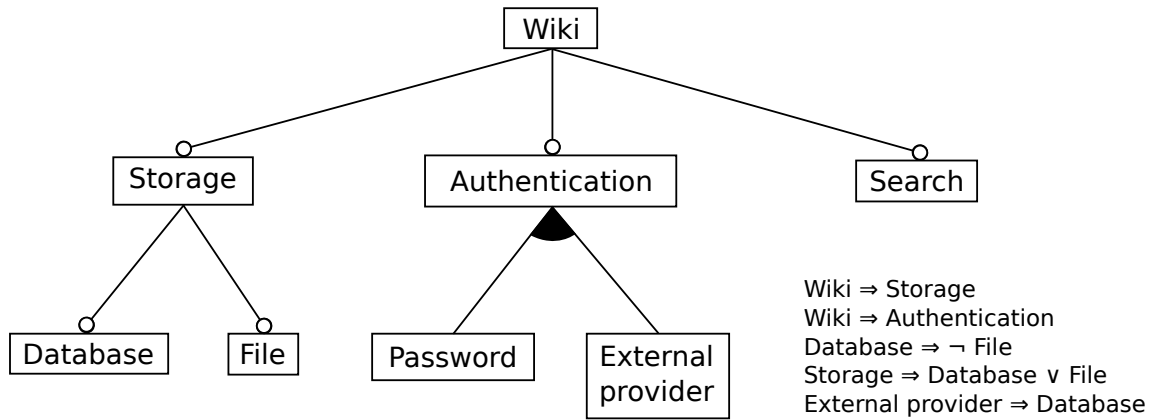 Wiki
Storage
Authentication
Search
Database
File
Password
External
provider
Wiki ⇒ Storage
Wiki ⇒ Authentication
Database ⇒ ¬ File
Storage ⇒ Database ∨ File
External provider ⇒ Database